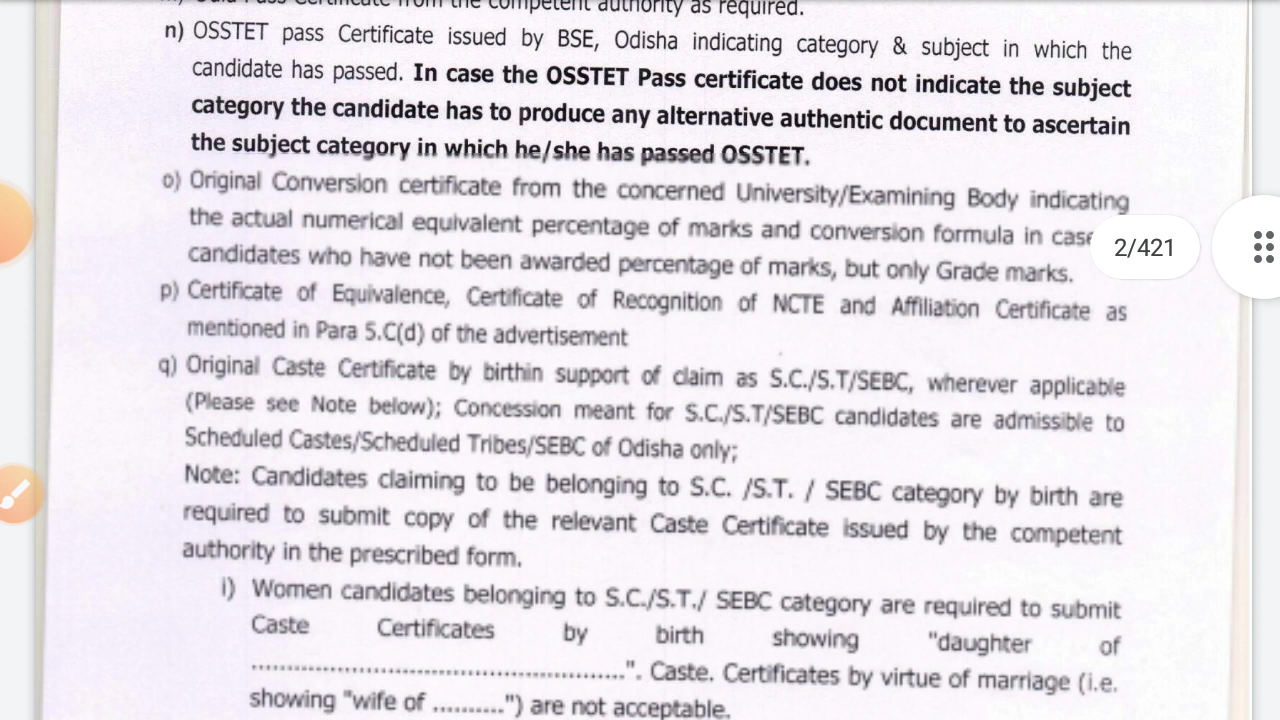 Certificate from the competent authority as required.
n) OSSTET pass Certificate issued by BSE, Odisha indicating category & subject in which the
candidate has passed. In case the OSSTET Pass certificate does not indicate the subject
category the candidate has to produce any alternative authentic document to ascertain
the subject category in which he/she has passed OSSTET.
o) Original Conversion certificate from the concerned University/Examining Body indicating
the actual numerical equivalent percentage of marks and conversion formula in case
candidates who have not been awarded percentage of marks, but only Grade marks.
2/421
p) Certificate of Equivalence, Certificate of Recognition of NCTE and Affiliation Certificate as
mentioned in Para 5.C(d) of the advertisement
q) Original Caste Certificate by birthin support of claim as S.C./S.T/SEBC, wherever applicable
(Please see Note below); Concession meant for S.C./S.T/SEBC candidates are admissible to
Scheduled Castes/Scheduled Tribes/SEBC of Odisha only;
Note: Candidates claiming to be belonging to S.C. /S.T. / SEBC category by birth are
required to submit copy of the relevant Caste Certificate issued by the competent
authority in the prescribed form.
i) Women candidates belonging to S.C./S.T./ SEBC category are required to submit
Caste Certificates by birth showing "daughter of
.................................................". Caste. Certificates by virtue of marriage (i.e.
showing "wife of ..........") are not acceptable.